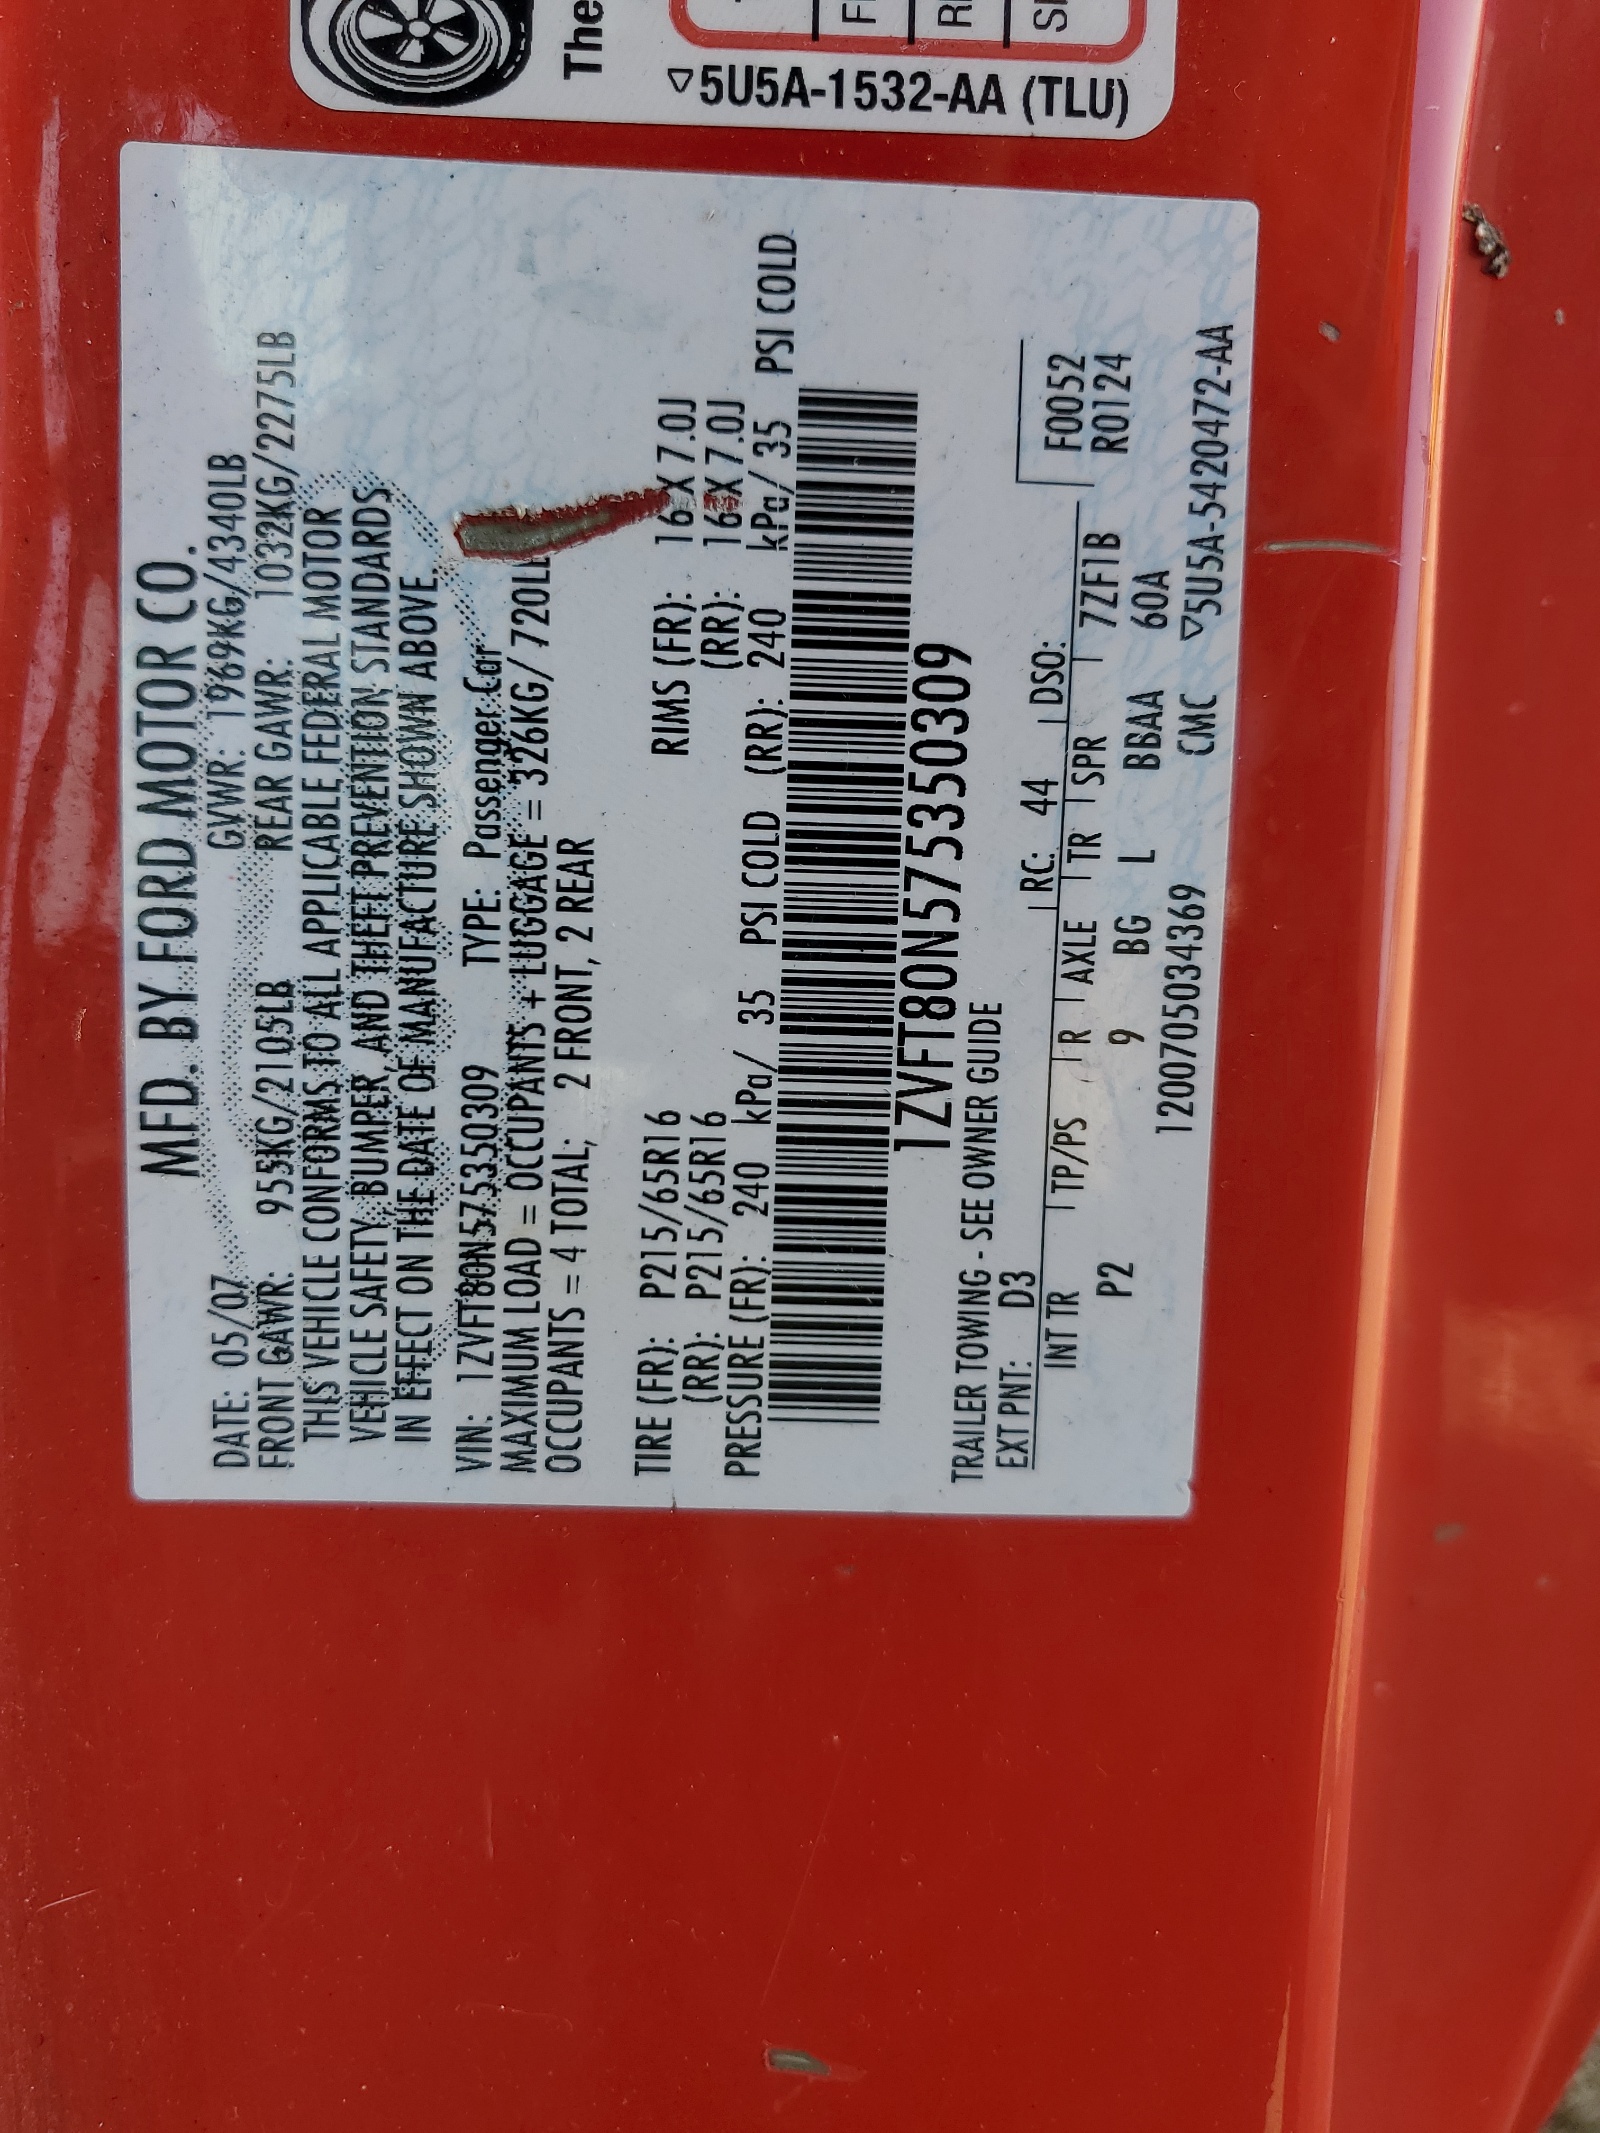 The
F
R
▽5U5A-1532-AA (TLU)
MFD. BY FORD MOTOR CO.
DATE: 05/07 GVWR: 1969KG/4340LB
FRONT GAWR: 955KG/2105LB REAR GAWR: 1032KG/2275LB
THIS VEHICLE CONFORMS TO ALL APPLICABLE FEDERAL MOTOR
VEHICLE SAFETY, BUMPER, AND THEFT PREVENTION STANDARDS
IN EFFECT ON THE DATE OF MANUFACTURE SHOWN ABOVE.
VIN: 1ZVFT80N575350309 TYPE: Passenger Car
MAXIMUM LOAD = OCCUPANTS + LUGGAGE = 326KG/ 720L
OCCUPANTS = 4 TOTAL; 2 FRONT, 2 REAR
TIRE (FR): P215/65R16 RIMS (FR): 16 X 7.0J
(RR): P215/65R16 (RR): 16 X 7.0J
PRESSURE (FR): 240 kPa/ 35 PSI COLD (RR): 240 kPa/ 35 PSI COLD
1ZVFT80N575350309
TRAILER TOWING - SEE OWNER GUIDE
EXT PNT: D3 RC: 44 DSO: F0052
INT TR TP/PS R AXLE TR SPR 7ZF1B R0124
P2 9 BG L BBAA 60A
120070503436​9 CMC ▽5U5A-5420472-AA